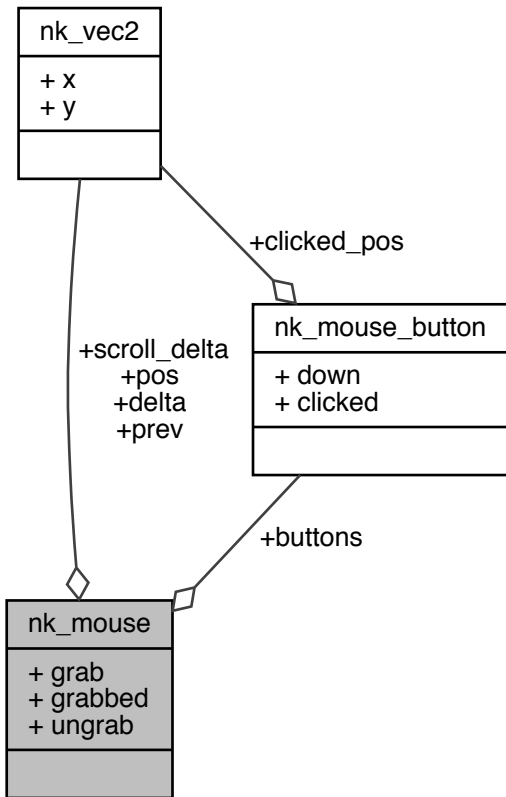 nk_vec2
+ x
+ y
+clicked_pos
nk_mouse_button
+ down
+ clicked
+scroll_delta
+pos
+delta
+prev
+buttons
nk_mouse
+ grab
+ grabbed
+ ungrab